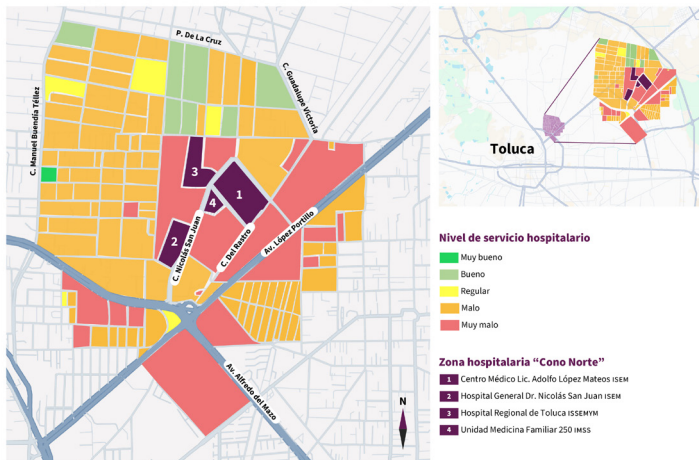 P. De La Cruz
C. Guadalupe Victoria
C. Manuel Buendía Téllez
3
1
4
2
C. Nicolás San Juan
C. Del Rastro
Av. López Portillo
Av. Alfredo del Mazo
N
Toluca
Nivel de servicio hospitalario
Muy bueno
Bueno
Regular
Malo
Muy malo
Zona hospitalaria “Cono Norte”
1 Centro Médico Lic. Adolfo López Mateos ISEM
2 Hospital General Dr. Nicolás San Juan ISEM
3 Hospital Regional de Toluca ISSEMYM
4 Unidad Medicina Familiar 250 IMSS